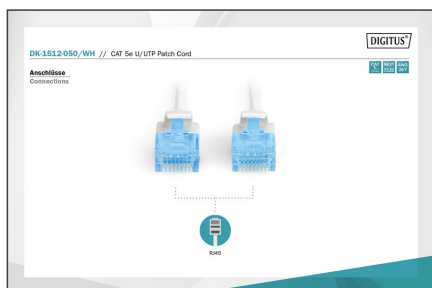 DIGITUS®
DK-1512-050/WH // CAT 5e U/UTP Patch Cord
Anschlüsse
Connections
RJ45